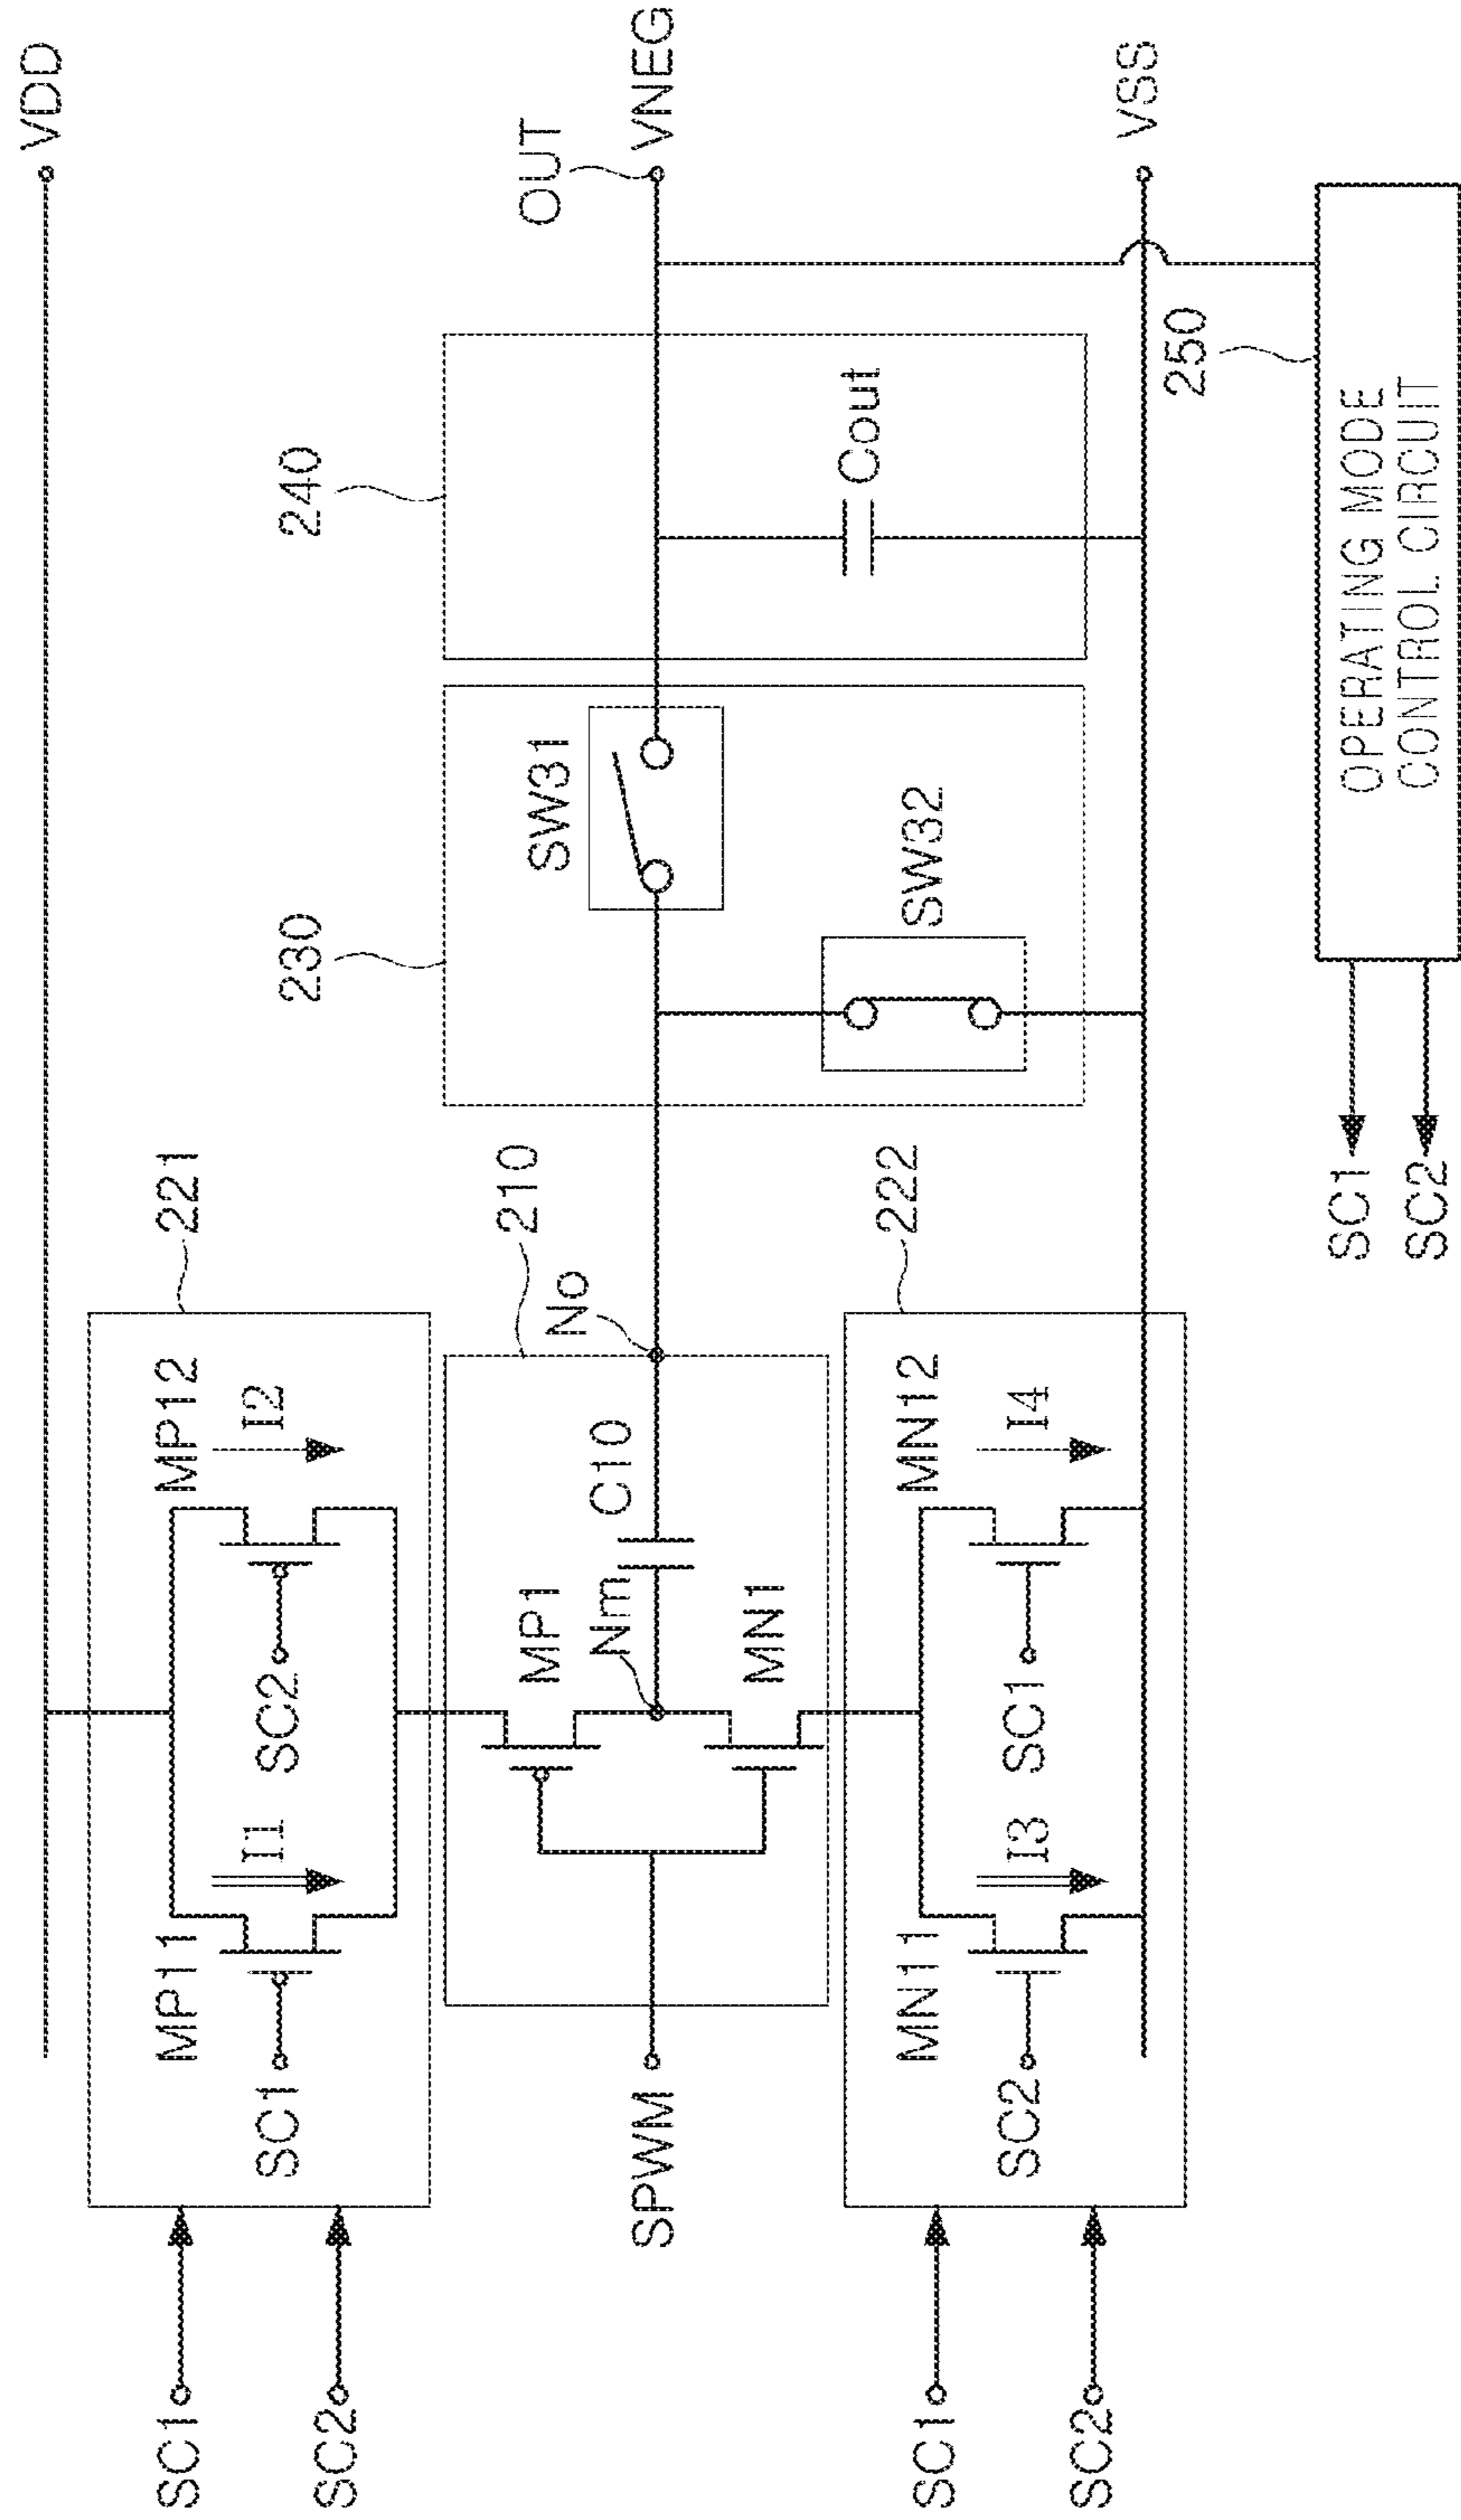 VDD
221
MP11
I1
MP12
I2
SC1
SC2
SC1
SC2
210
MP1
Nm
C10
No
MN1
SPWM
230
SW31
SW32
240
Cout
OUT
VNEG
VSS
222
MN11
I3
MN12
I4
SC2
SC1
SC1
SC2
250
OPERATING MODE
CONTROL CIRCUIT
SC1
SC2